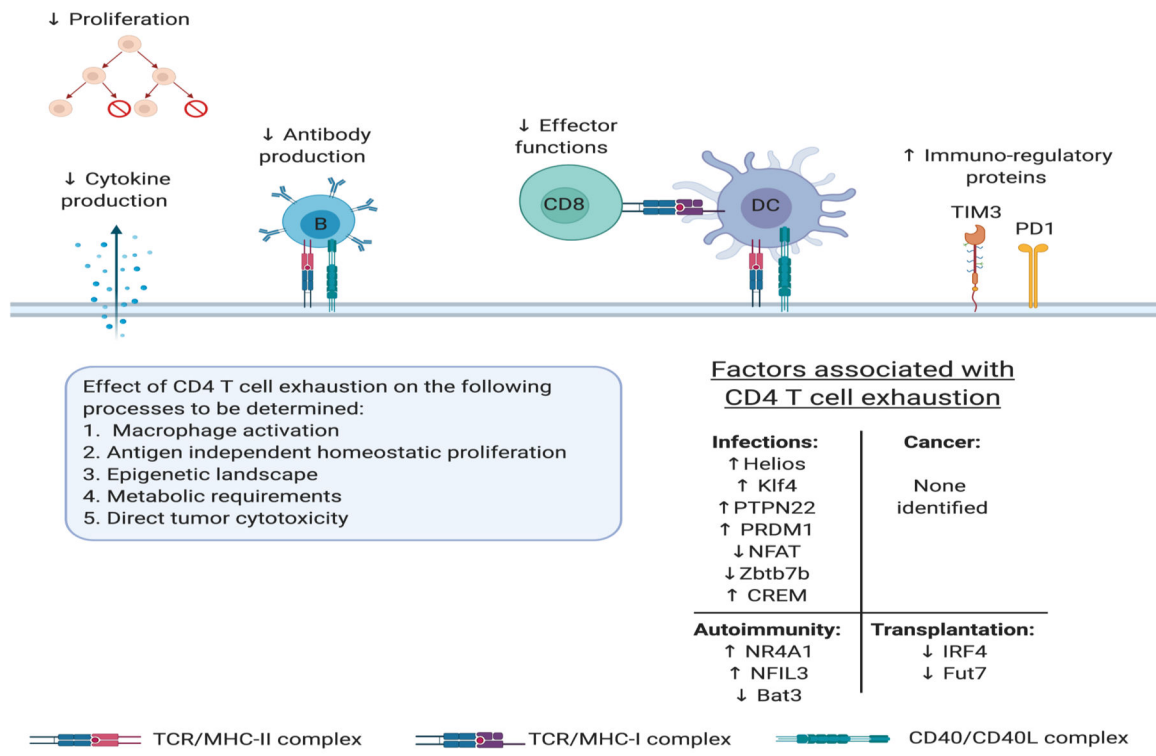 ↓ Proliferation
↓ Cytokine
production
↓ Antibody
production
B
↓ Effector
functions
CD8
DC
↑ Immuno-regulatory
proteins
TIM3
PD1
Effect of CD4 T cell exhaustion on the following
processes to be determined:
1. Macrophage activation
2. Antigen independent homeostatic proliferation
3. Epigenetic landscape
4. Metabolic requirements
5. Direct tumor cytotoxicity
Factors associated with
CD4 T cell exhaustion
Infections:
↑Helios
↑ Klf4
↑PTPN22
↑ PRDM1
↓NFAT
↓Zbtb7b
↑ CREM
Cancer:
None
identified
Autoimmunity:
↑ NR4A1
↑ NFIL3
↓ Bat3
Transplantation:
↓ IRF4
↓ Fut7
TCR/MHC-II complex
TCR/MHC-I complex
CD40/CD40L complex